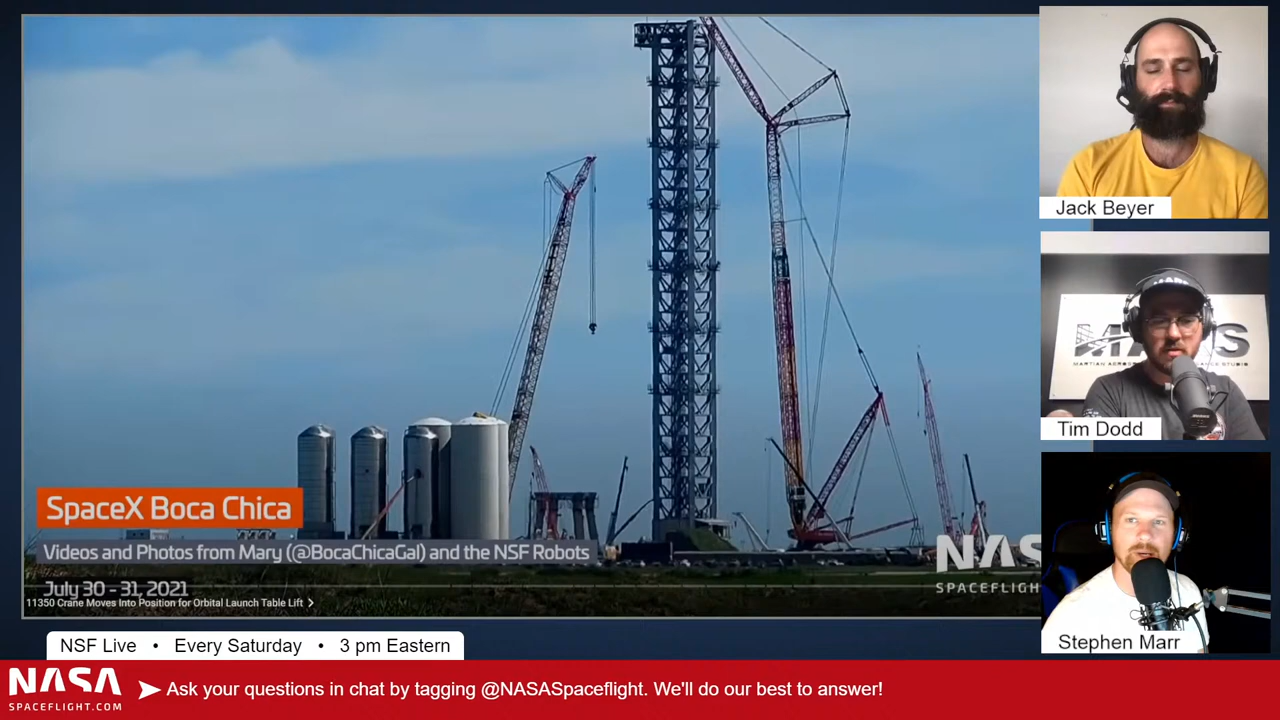 SpaceX Boca Chica
Videos and Photos from Mary (@BocaChicaGal) and the NSF Robots
July 30 - 31, 2021
11350 Crane Moves Into Position for Orbital Launch Table Lift
NAS
SPACEFLIGHT
Jack Beyer
Tim Dodd
Stephen Marr
NSF Live • Every Saturday • 3 pm Eastern
NASA
SPACEFLIGHT.COM
Ask your questions in chat by tagging @NASASpaceflight. We'll do our best to answer!